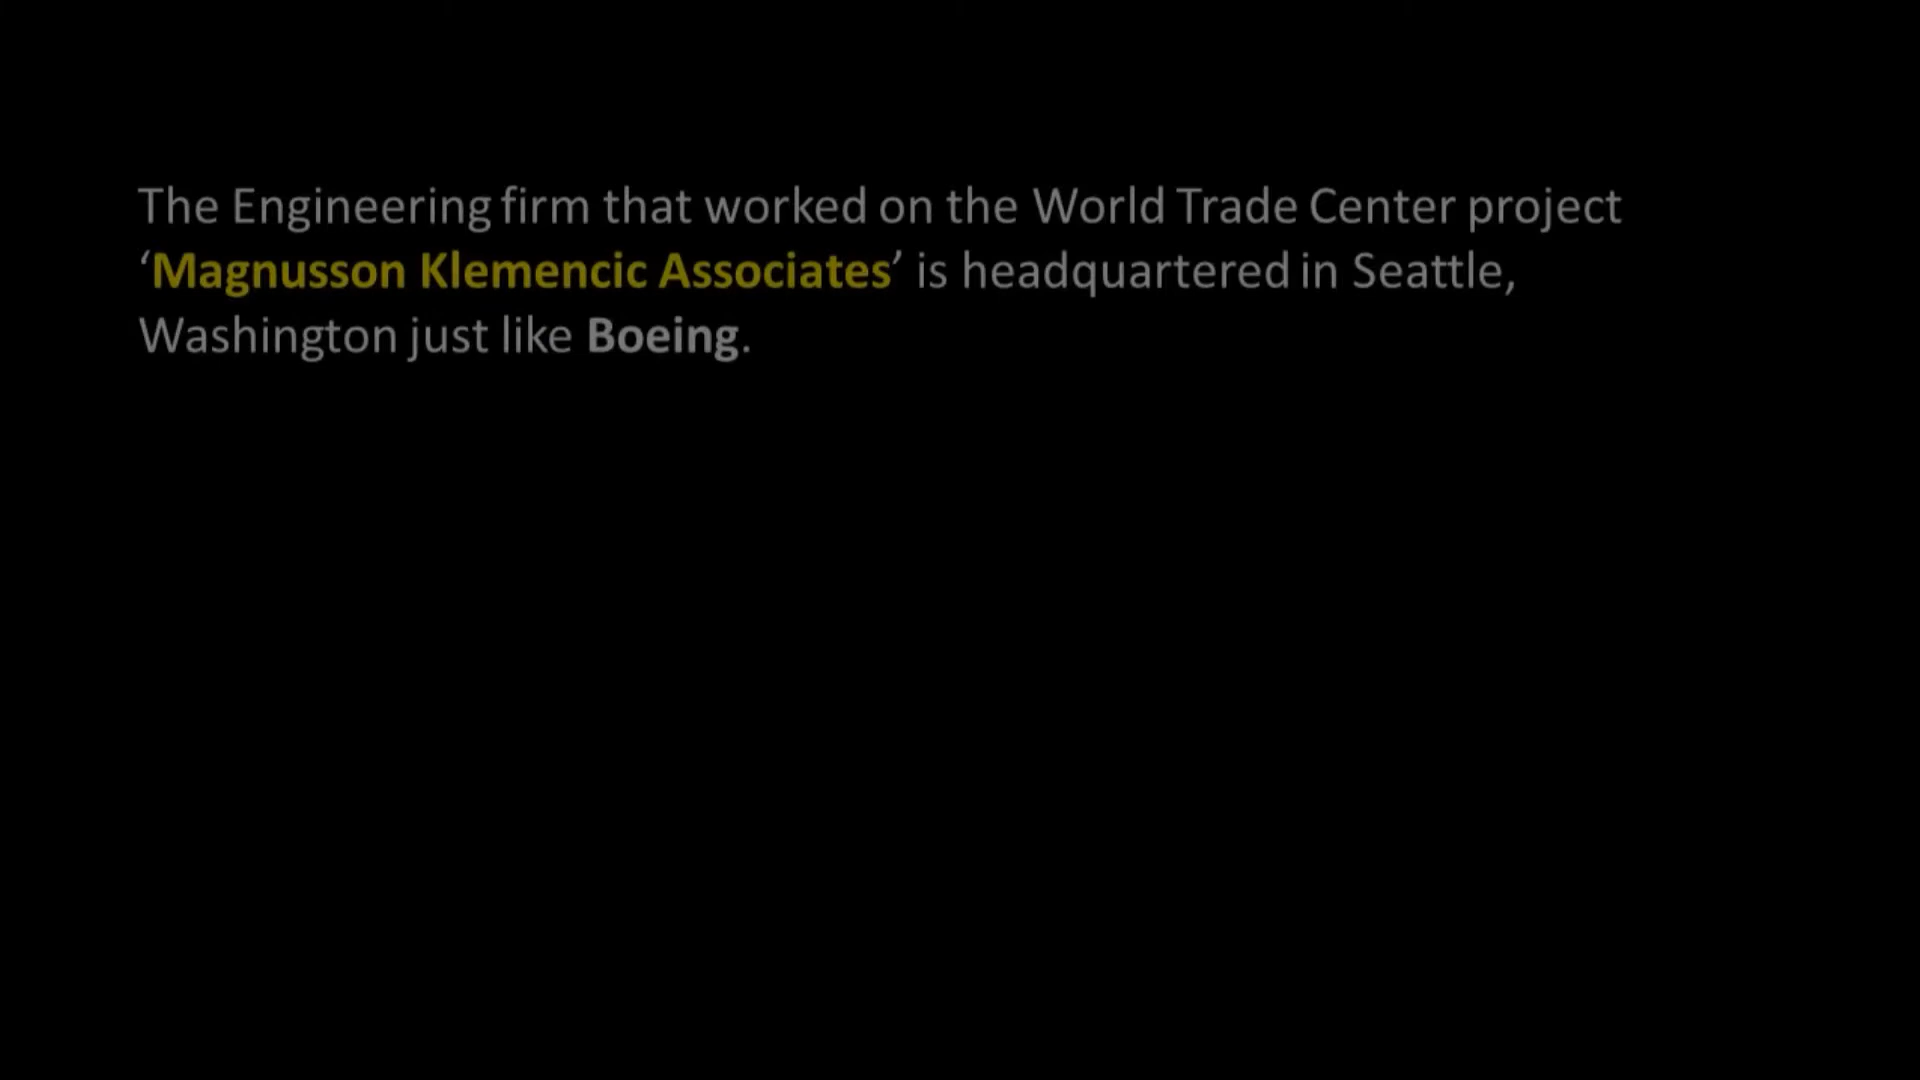 The Engineering firm that worked on the World Trade Center project
‘Magnusson Klemencic Associates’ is headquartered in Seattle,
Washington just like Boeing.